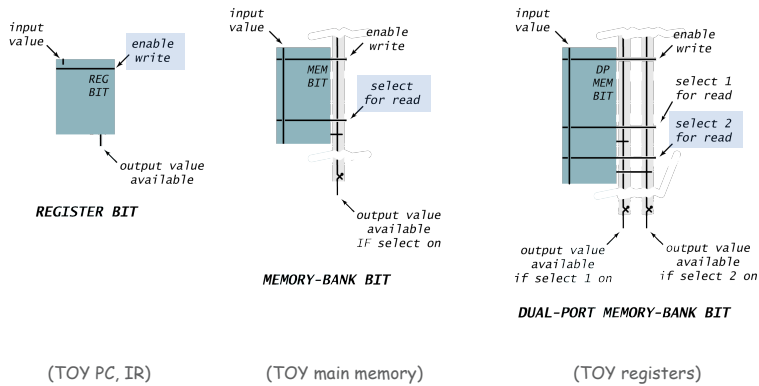 input
value
enable
write
REG
BIT
output value
available
REGISTER BIT
(TOY PC, IR)
input
value
enable
write
MEM
BIT
select
for read
output value
available
IF select on
MEMORY-BANK BIT
(TOY main memory)
input
value
enable
write
DP
MEM
BIT
select 1
for read
select 2
for read
output value
available
if select 1 on
output value
available
if select 2 on
DUAL-PORT MEMORY-BANK BIT
(TOY registers)